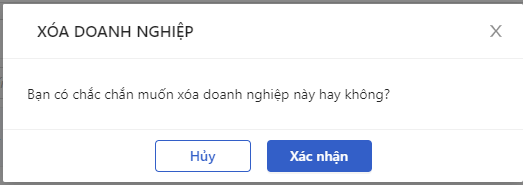 XÓA DOANH NGHIỆP
Bạn có chắc chắn muốn xóa doanh nghiệp này hay không?
Hủy
Xác nhận